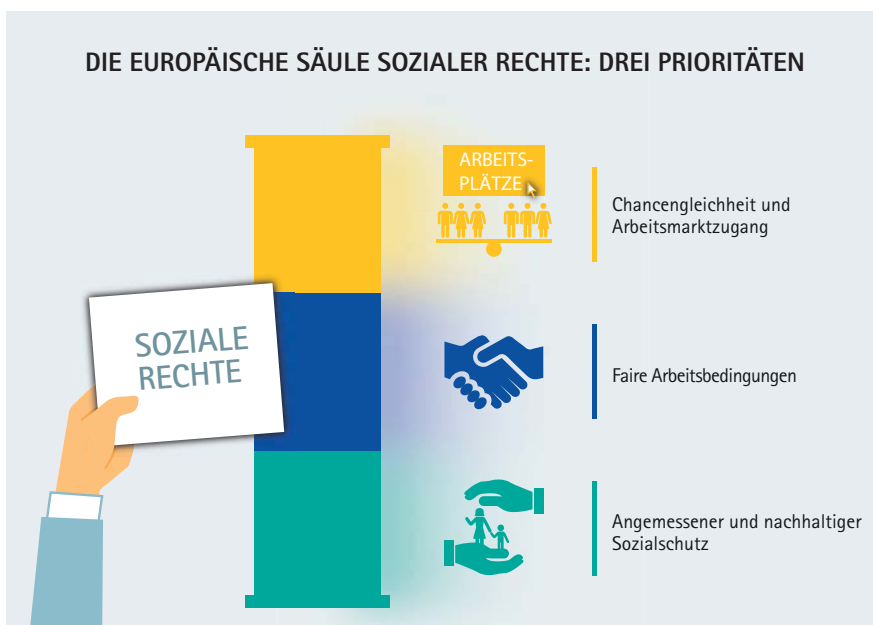 DIE EUROPÄISCHE SÄULE SOZIALER RECHTE: DREI PRIORITÄTEN
ARBEITS-
PLÄTZE
Chancengleichheit und
Arbeitsmarktzugang
SOZIALE
RECHTE
Faire Arbeitsbedingungen
Angemessener und nachhaltiger
Sozialschutz